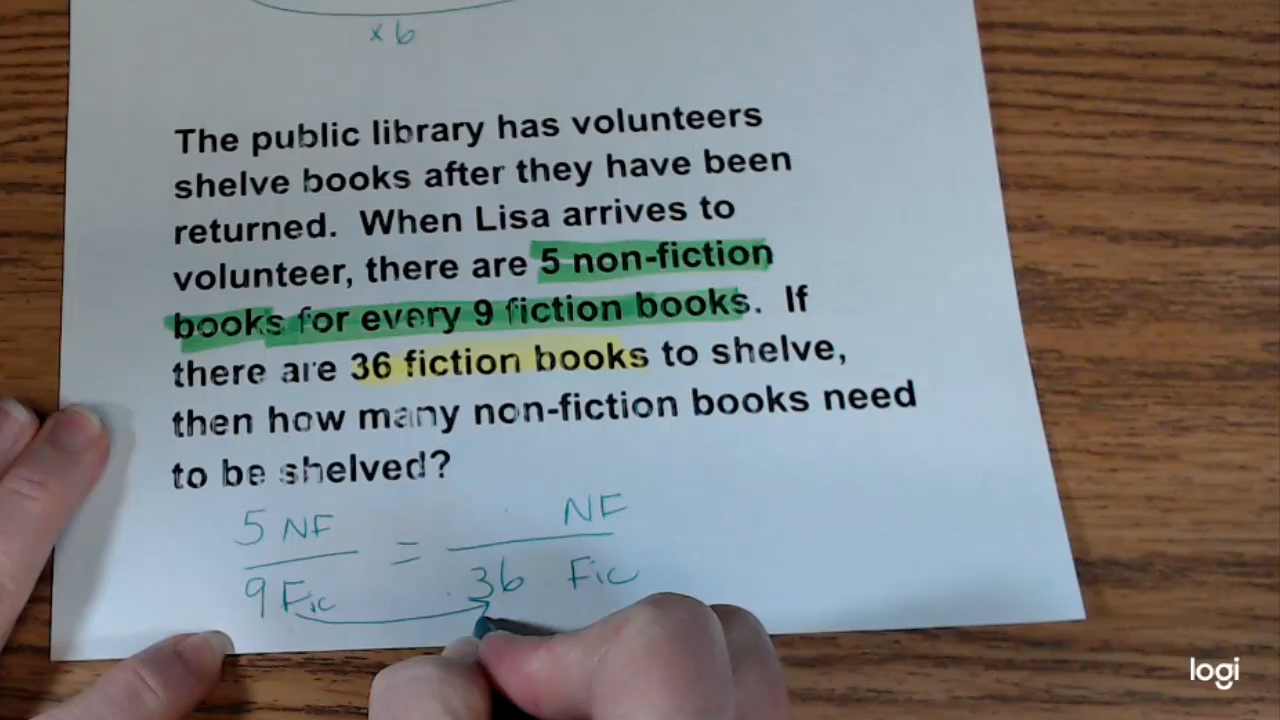 x 6
The public library has volunteers
shelve books after they have been
returned. When Lisa arrives to
volunteer, there are 5 non-fiction
books for every 9 fiction books. If
there are 36 fiction books to shelve,
then how many non-fiction books need
to be shelved?
5 NF = NF
9 Fic 36 Fic
logi